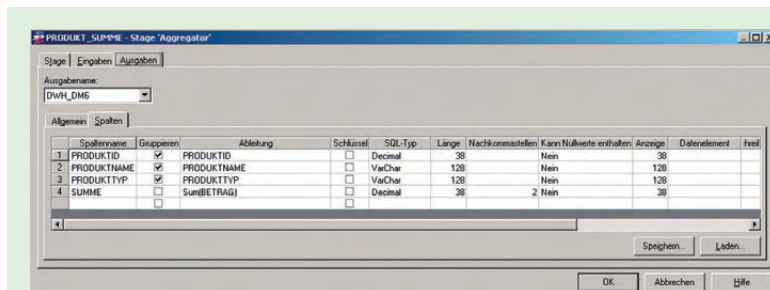 PRODUKT_SUMME - Stage 'Aggregator'
Stage Eingaben Ausgaben
Ausgabename:
DWH_DM6
Allgemein Spalten
Spaltenname Gruppieren Ableitung Schlüssel SQL-Typ Länge Nachkommastellen Kann Nullwerte enthalten Anzeige Datenelement hreil
1 PRODUKTID PRODUKTID Decimal 38 Nein 38
2 PRODUKTNAME PRODUKTNAME VarChar 128 Nein 128
3 PRODUKTTYP PRODUKTTYP VarChar 128 Nein 128
4 SUMME Sum(BETRAG) Decimal 38 2 Nein 38
Speichern... Laden...
OK Abbrechen Hilfe